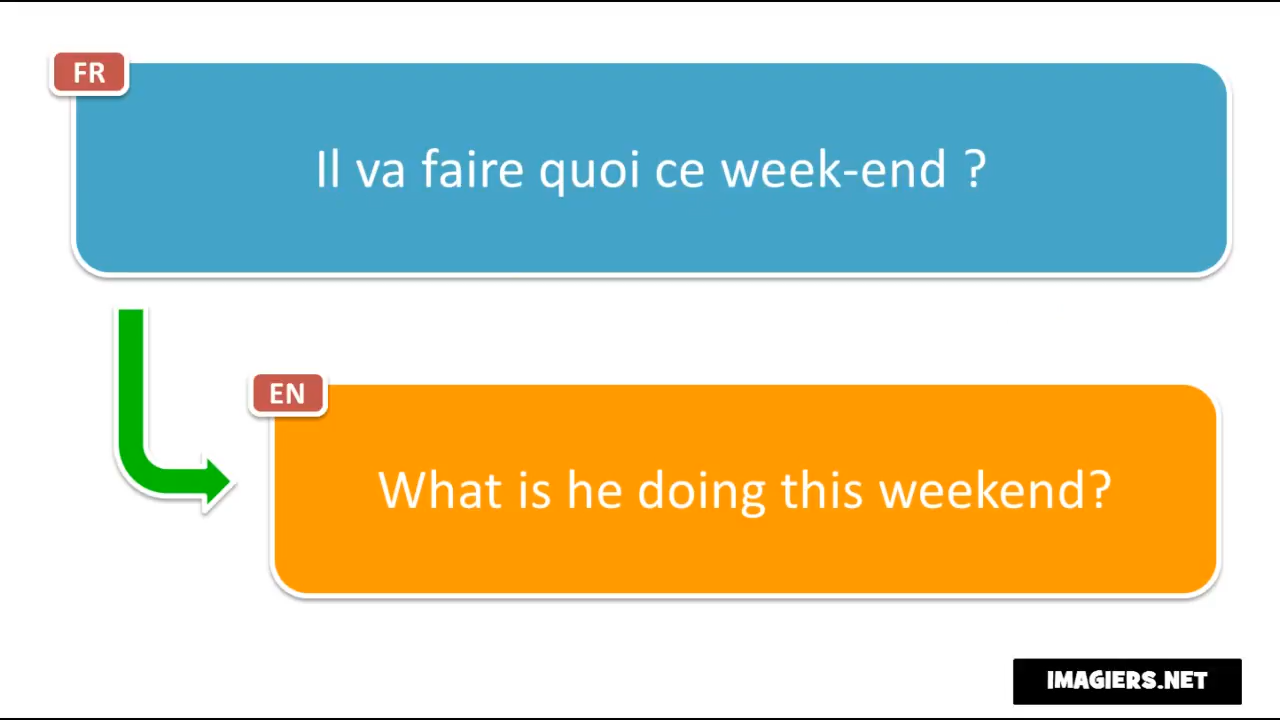 FR
Il va faire quoi ce week-end ?
EN
What is he doing this weekend?
IMAGIERS.NET